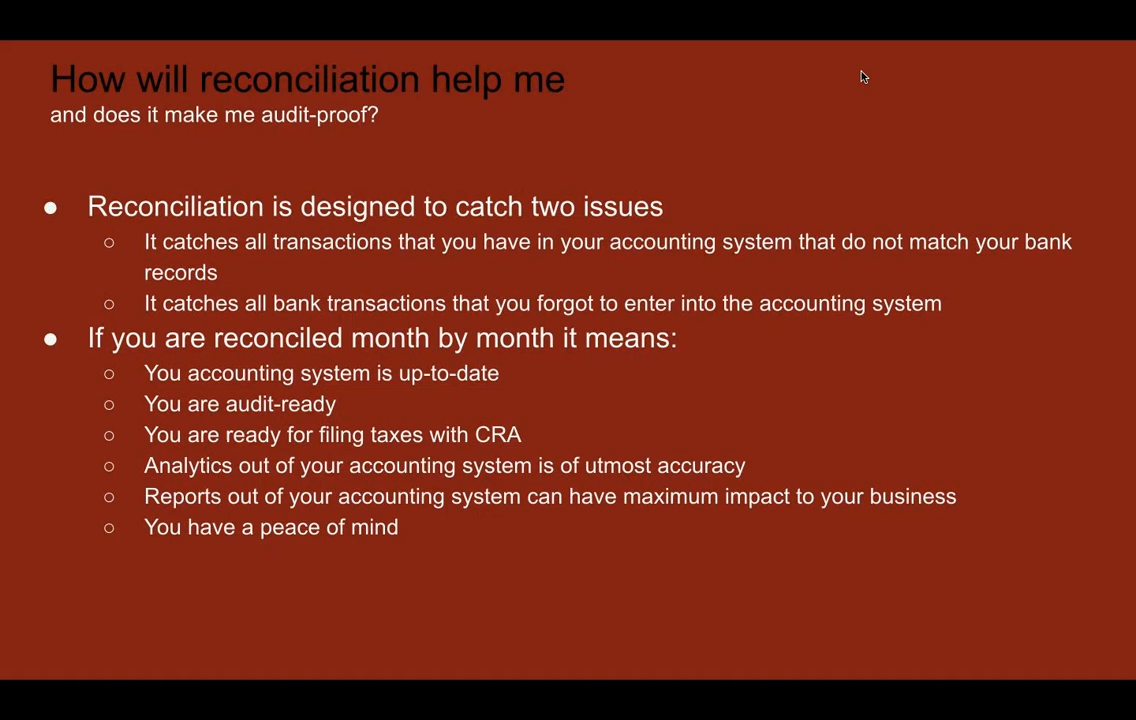 How will reconciliation help me
and does it make me audit-proof?
● Reconciliation is designed to catch two issues
○ It catches all transactions that you have in your accounting system that do not match your bank
records
○ It catches all bank transactions that you forgot to enter into the accounting system
● If you are reconciled month by month it means:
○ You accounting system is up-to-date
○ You are audit-ready
○ You are ready for filing taxes with CRA
○ Analytics out of your accounting system is of utmost accuracy
○ Reports out of your accounting system can have maximum impact to your business
○ You have a peace of mind